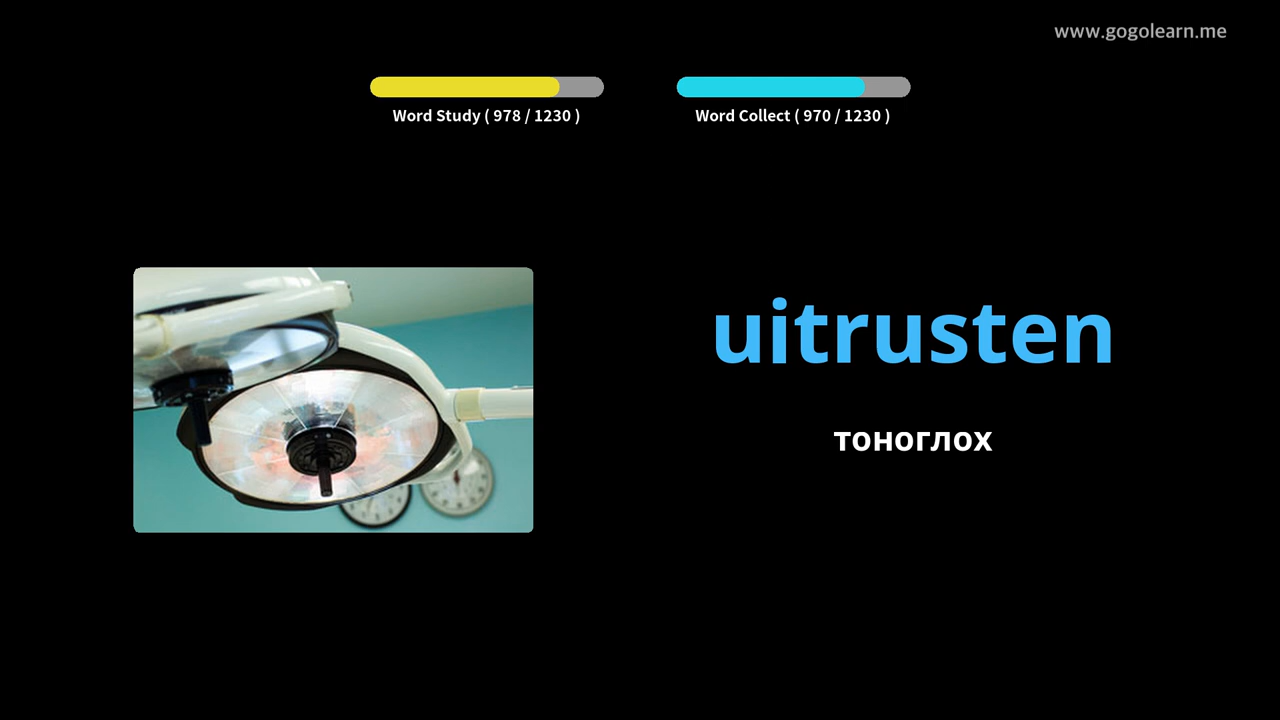 www.gogolearn.me
Word Study ( 978 / 1230 )
Word Collect ( 970 / 1230 )
uitrusten
тоноглох